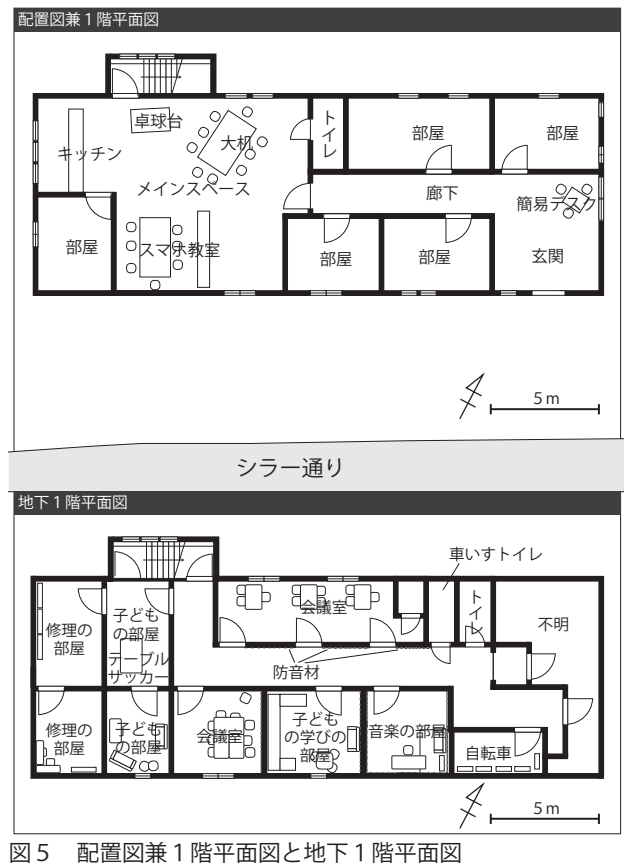 配置図兼１階平面図
卓球台
大机
トイレ
部屋
部屋
キッチン
メインスペース
廊下
簡易デスク
部屋
スマホ教室
部屋
部屋
玄関
5 m
シラー通り
地下１階平面図
車いすトイレ
修理の
部屋
子ども
の部屋
テーブル
サッカー
会議室
トイレ
不明
防音材
修理の
部屋
子ども
の部屋
会議室
子ども
の学びの
部屋
音楽の部屋
自転車
5 m
図５　配置図兼１階平面図と地下１階平面図